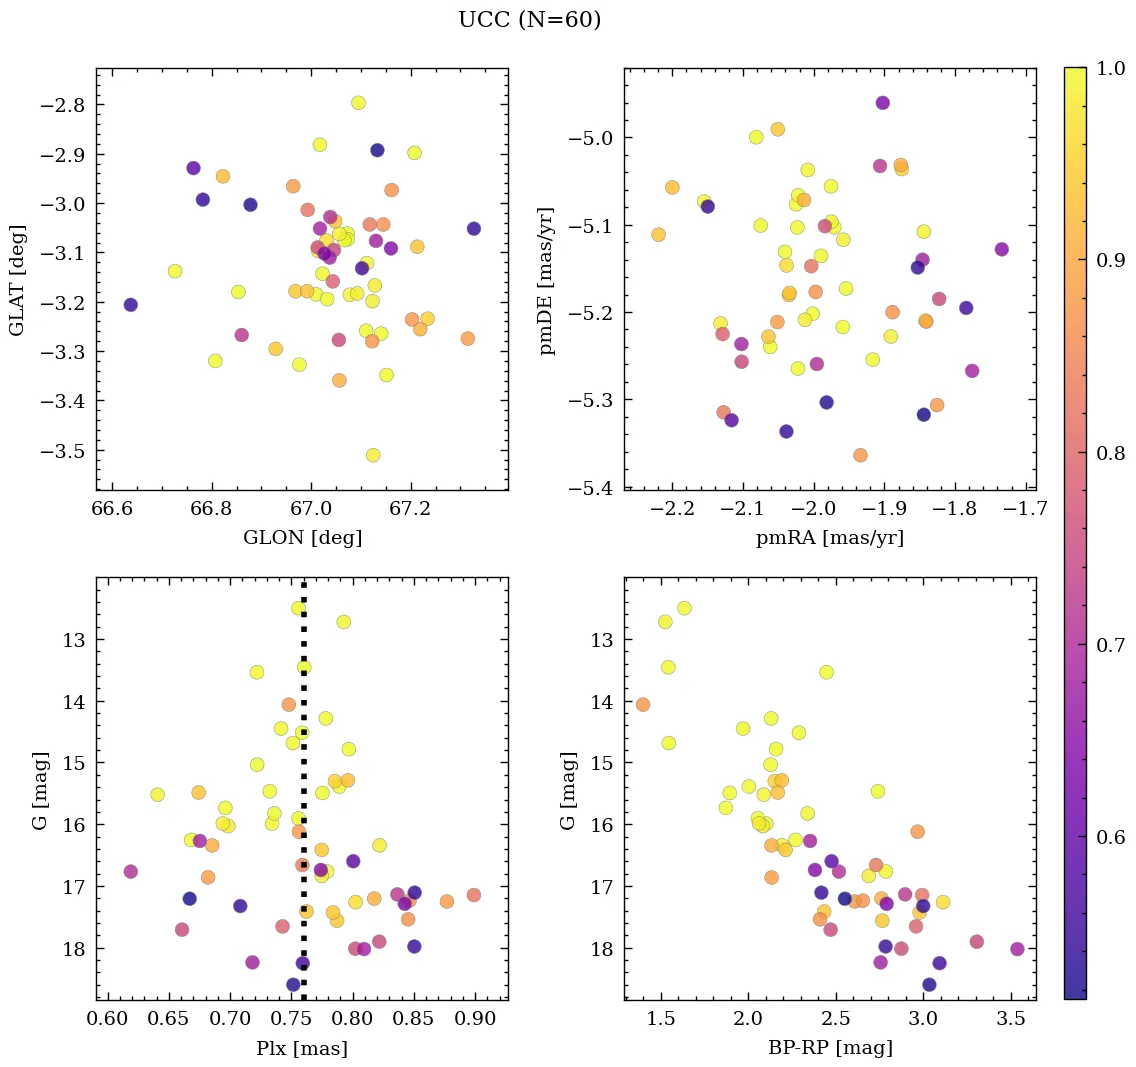 UCC (N=60)
−2.8
−2.9
−3.0
−3.1
−3.2
−3.3
−3.4
−3.5
GLAT [deg]
66.6 66.8 67.0 67.2
GLON [deg]
−5.0
−5.1
−5.2
−5.3
−5.4
pmDE [mas/yr]
−2.2 −2.1 −2.0 −1.9 −1.8 −1.7
pmRA [mas/yr]
13
14
15
16
17
18
G [mag]
0.60 0.65 0.70 0.75 0.80 0.85 0.90
Plx [mas]
13
14
15
16
17
18
G [mag]
1.5 2.0 2.5 3.0 3.5
BP-RP [mag]
1.0
0.9
0.8
0.7
0.6